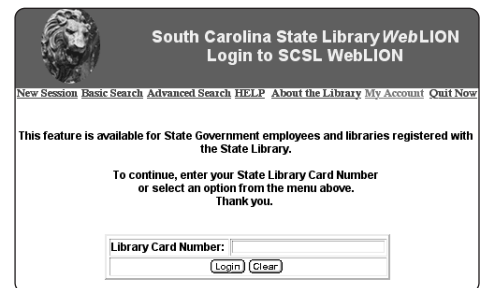 South Carolina State Library WebLION
Login to SCSL WebLION
New Session Basic Search Advanced Search HELP About the Library My Account Quit Now
This feature is available for State Government employees and libraries registered with
the State Library.
To continue, enter your State Library Card Number
or select an option from the menu above.
Thank you.
Library Card Number:
Login Clear